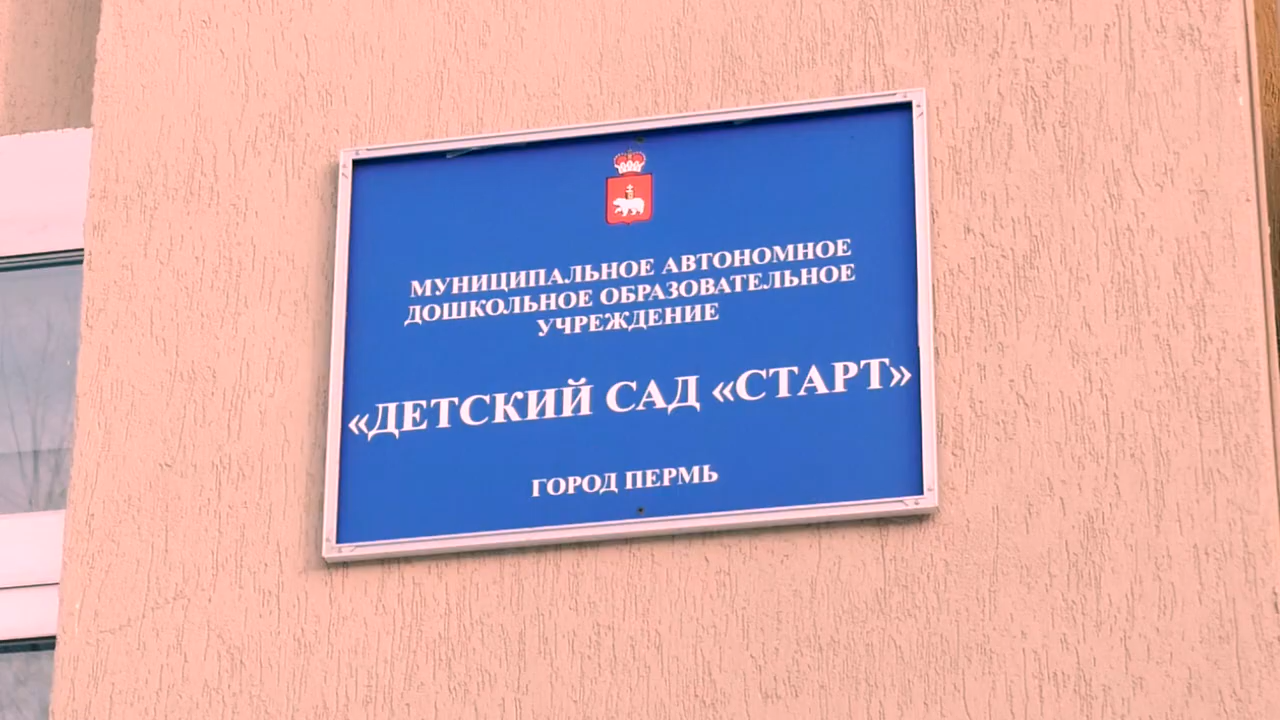 МУНИЦИПАЛЬНОЕ АВТОНОМНОЕ
ДОШКОЛЬНОЕ ОБРАЗОВАТЕЛЬНОЕ
УЧРЕЖДЕНИЕ
«ДЕТСКИЙ САД «СТАРТ»
ГОРОД ПЕРМЬ